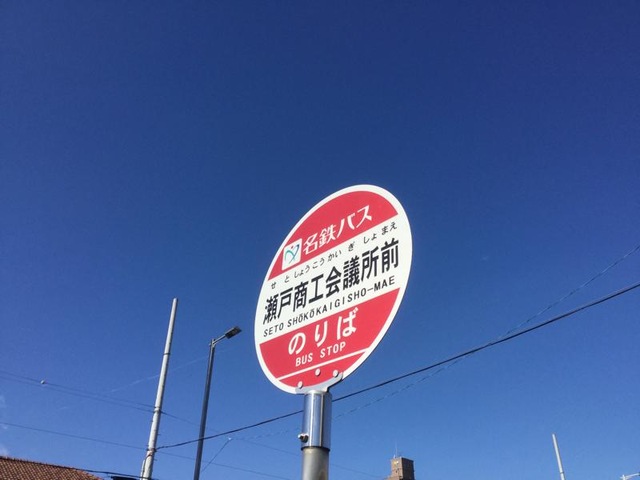 名鉄バス
せとしょうこうかいぎしょまえ
瀬戸商工会議所前
SETO SHŌKŌKAIGISHO-MAE
のりば
BUS STOP